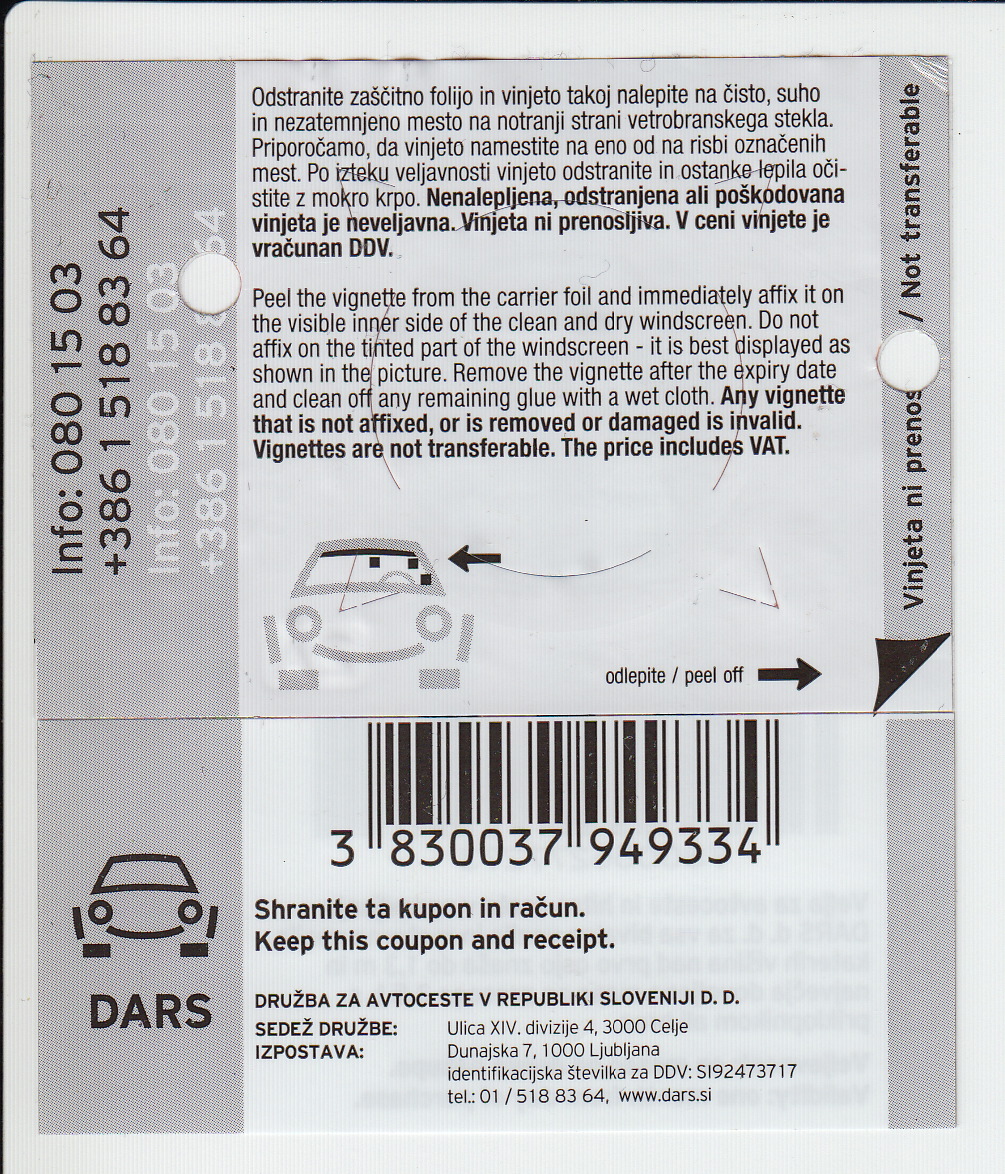 Odstranite zaščitno folijo in vinjeto takoj nalepite na čisto, suho
in nezatemnjeno mesto na notranji strani vetrobranskega stekla.
Priporočamo, da vinjeto namestite na eno od na risbi označenih
mest. Po izteku veljavnosti vinjeto odstranite in ostanke lepila oči-
stite z mokro krpo. Nenalepljena, odstranjena ali poškodovana
vinjeta je neveljavna. Vinjeta ni prenosljiva. V ceni vinjete je
vračunan DDV.
Peel the vignette from the carrier foil and immediately affix it on
the visible inner side of the clean and dry windscreen. Do not
affix on the tinted part of the windscreen - it is best displayed as
shown in the picture. Remove the vignette after the expiry date
and clean off any remaining glue with a wet cloth. Any vignette
that is not affixed, or is removed or damaged is invalid.
Vignettes are not transferable. The price includes VAT.
Info: 080 15 03
+386 1 518 83 64
Info: 080 15 03
+386 1 518 8 64
Vinjeta ni prenos / Not transferable
odlepite / peel off
3 830037 949334
Shranite ta kupon in račun.
Keep this coupon and receipt.
DARS
DRUŽBA ZA AVTOCESTE V REPUBLIKI SLOVENIJI D. D.
SEDEŽ DRUŽBE: Ulica XIV. divizije 4, 3000 Celje
IZPOSTAVA: Dunajska 7, 1000 Ljubljana
identifikacijska številka za DDV: SI92473717
tel.: 01 / 518 83 64, www.dars.si